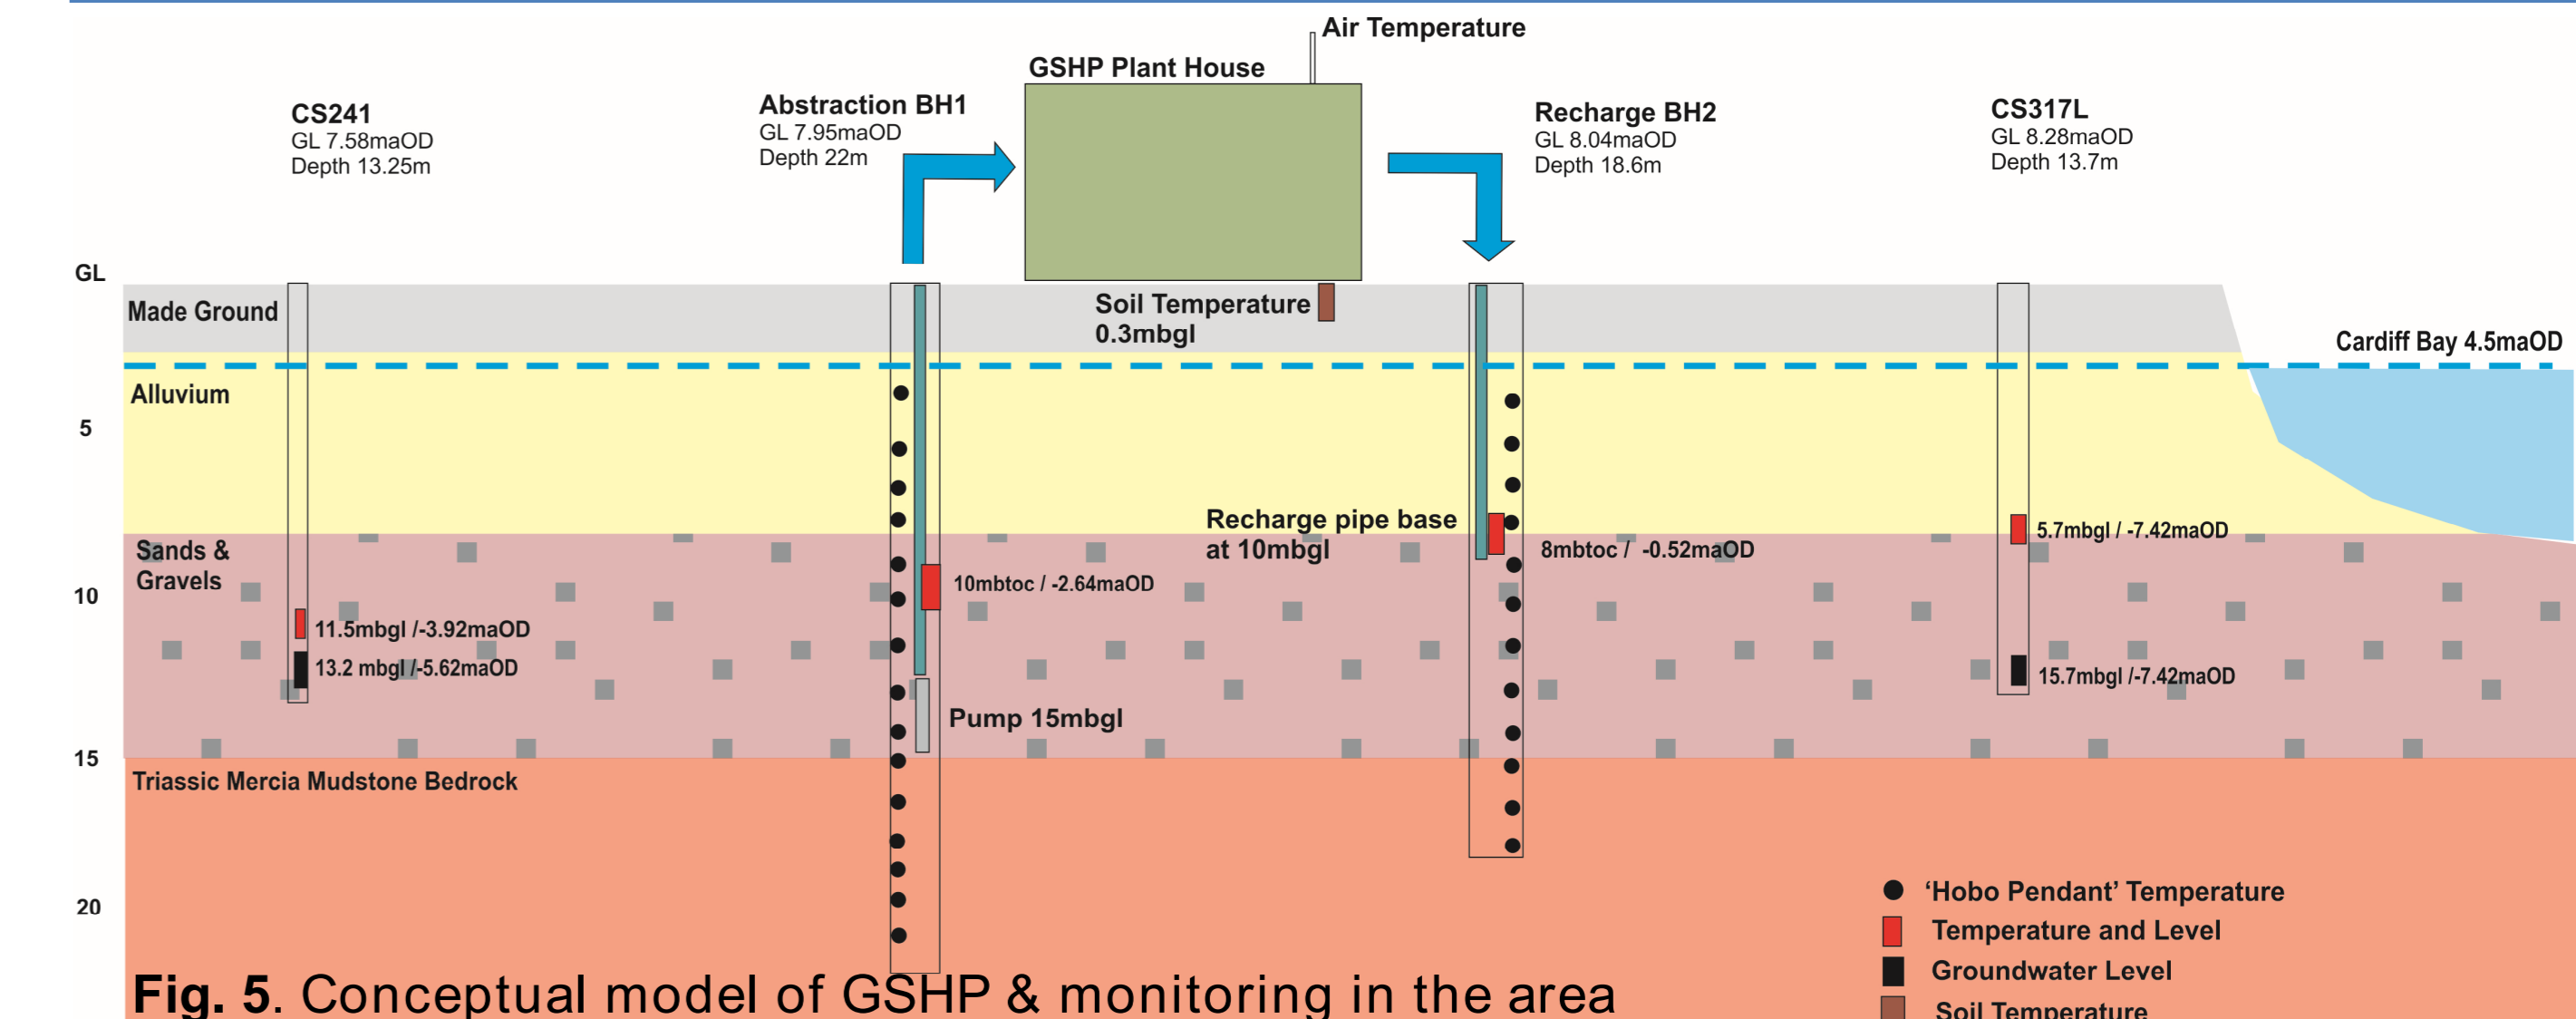 Air Temperature
GSHP Plant House
CS241
GL 7.58maOD
Depth 13.25m
Abstraction BH1
GL 7.95maOD
Depth 22m
Recharge BH2
GL 8.04maOD
Depth 18.6m
CS317L
GL 8.28maOD
Depth 13.7m
GL
Made Ground
Soil Temperature
0.3mbgl
Cardiff Bay 4.5maOD
Alluvium
5
Recharge pipe base
at 10mbgl
8mbtoc / -0.52maOD
5.7mbgl / -7.42maOD
Sands &
Gravels
10mbtoc / -2.64maOD
10
11.5mbgl /-3.92maOD
13.2 mbgl /-5.62maOD
15.7mbgl /-7.42maOD
Pump 15mbgl
15
Triassic Mercia Mudstone Bedrock
20
‘Hobo Pendant’ Temperature
Temperature and Level
Groundwater Level
Soil Temperature
Fig. 5. Conceptual model of GSHP & monitoring in the area